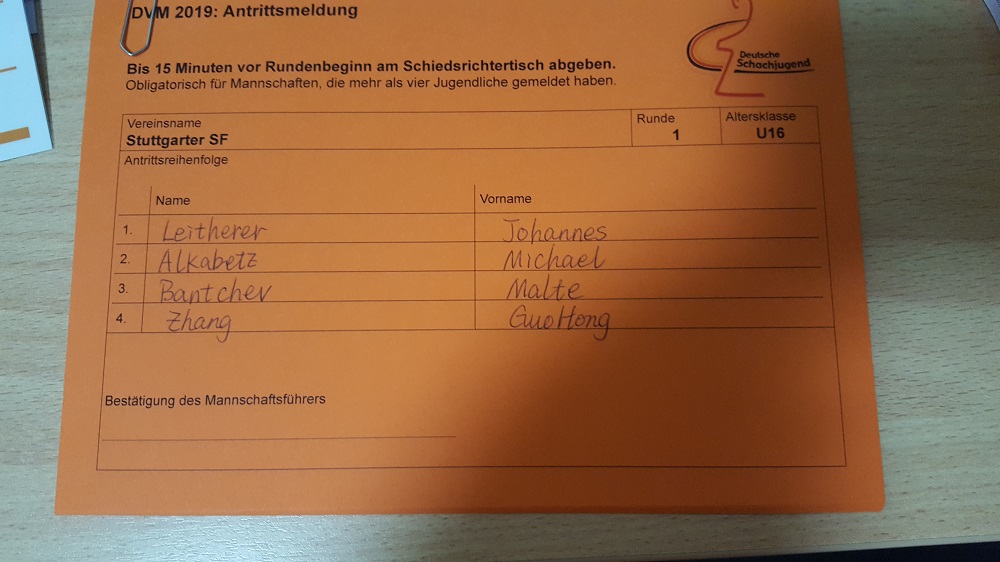 DVM 2019: Antrittsmeldung
Deutsche
Schachjugend
Bis 15 Minuten vor Rundenbeginn am Schiedsrichtertisch abgeben.
Obligatorisch für Mannschaften, die mehr als vier Jugendliche gemeldet haben.
Vereinsname Runde Altersklasse
Stuttgarter SF 1 U16
Antrittsreihenfolge
Name Vorname
1. Leitherer Johannes
2. Alkabetz Michael
3. Bantchev Malte
4. Zhang GuoHong
Bestätigung des Mannschaftsführers